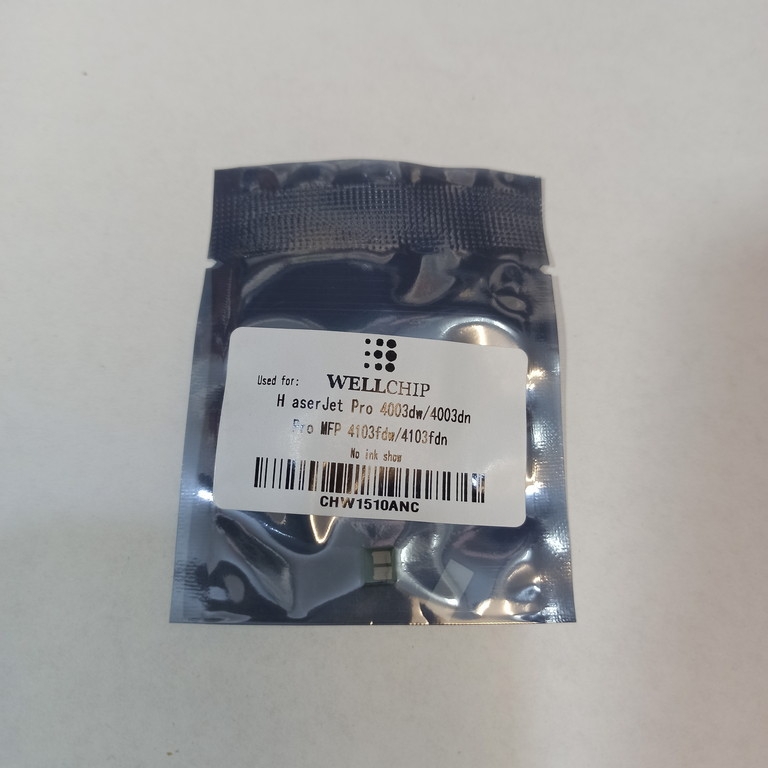 WELLCHIP
Used for:
H aserJet Pro 4003dw/4003dn
Pro MFP 4103fdw/4103fdn
No ink show
CHW1510ANC